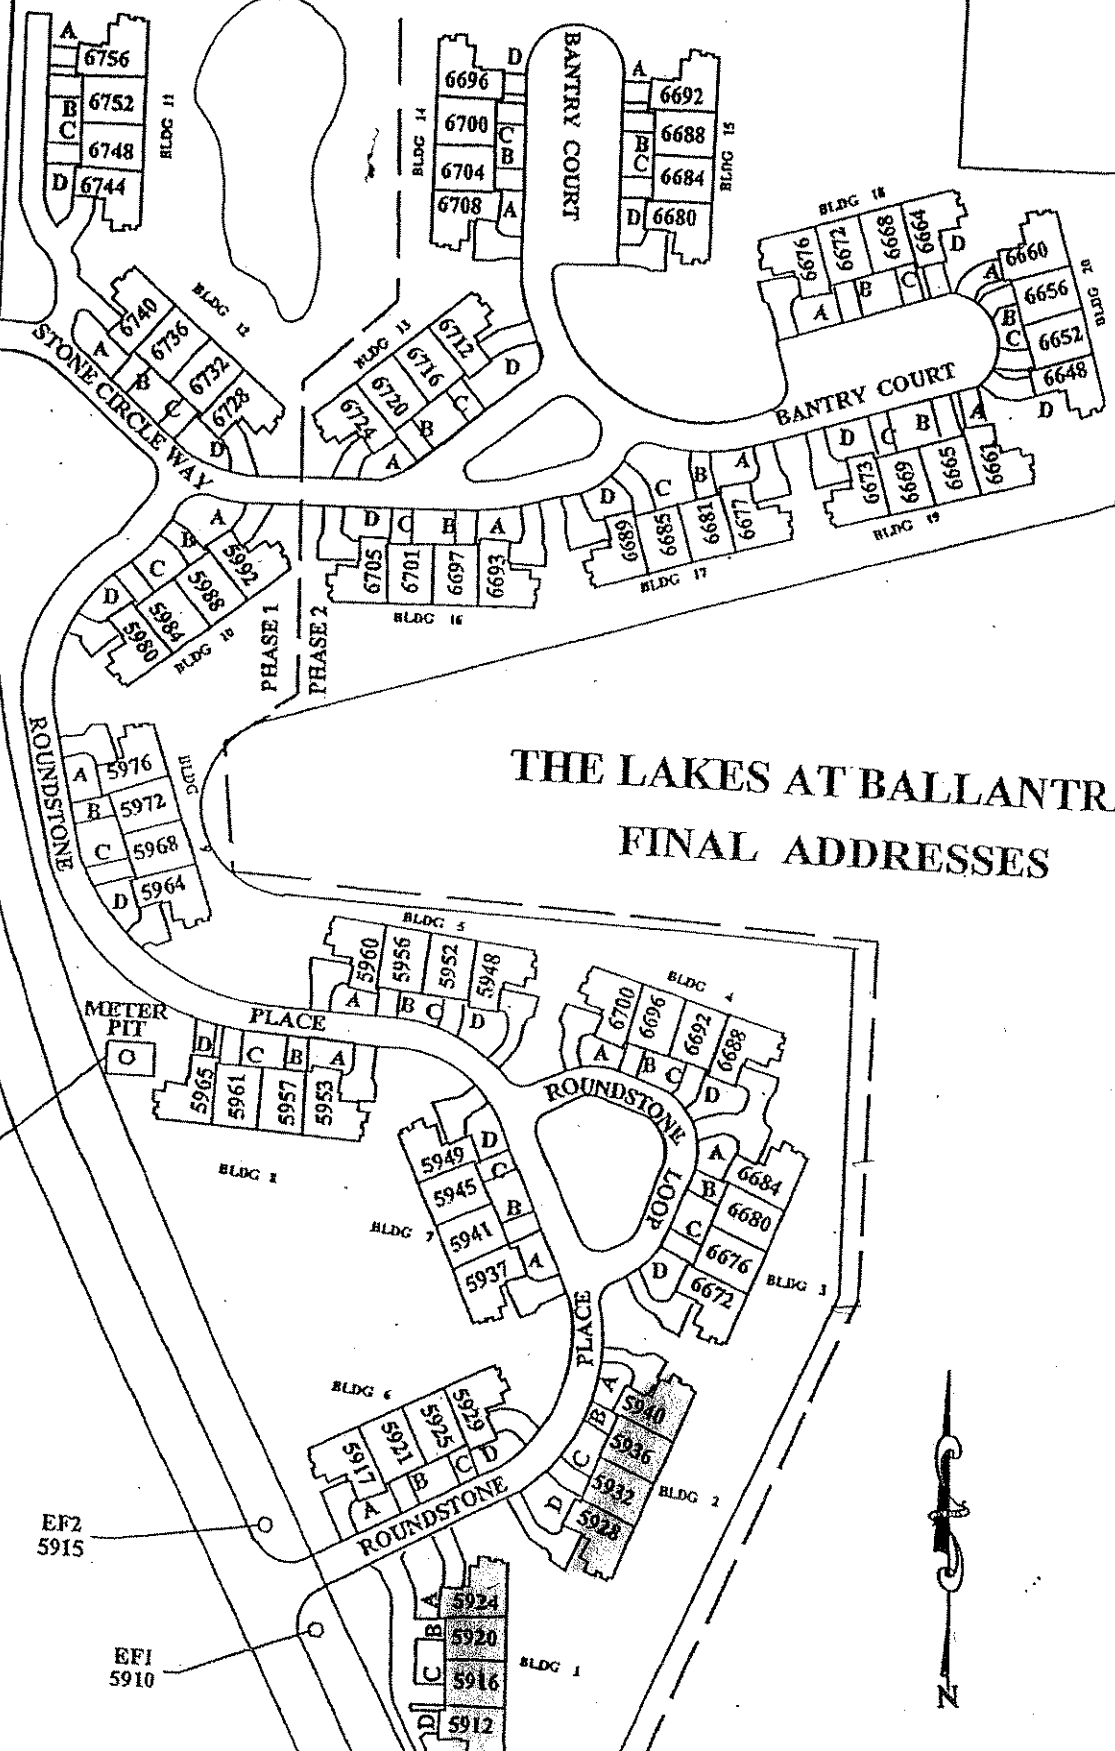 A
6756
B
6752
C
6748
D
6744
BLDG 11
D
6696
6700
C
B
6704
6708
A
BLDG 14
BANTRY COURT
A
6692
6688
B
C
6684
D
6680
BLDG 15
BLDG 18
6676
6672
6668
6664
A
B
C
D
6660
A
6656
B
C
6652
6648
D
BLDG 20
BANTRY COURT
BLDG 12
6740
6736
6732
6728
A
B
C
D
STONE CIRCLE WAY
BLDG 13
6712
6716
6720
6724
D
C
B
A
D
C
B
A
6673
6669
6665
6661
BLDG 19
D
C
B
A
6689
6685
6681
6677
BLDG 17
D
C
B
A
6705
6701
6697
6693
BLDG 16
A
B
C
D
5992
5988
5984
5980
BLDG 10
PHASE 1
PHASE 2
ROUNDSTONE
A
5976
B
5972
C
5968
D
5964
BLDG
THE LAKES AT BALLANTR
FINAL ADDRESSES
BLDG 5
5960
5956
5952
5948
A
B
C
D
METER
PIT
PLACE
D
C
B
A
5965
5961
5957
5953
BLDG 8
BLDG 4
6700
6696
6692
6688
A
B
C
D
ROUNDSTONE
LOOP
5949
D
5945
C
B
5941
5937
A
BLDG 7
A
6684
B
6680
C
6676
D
6672
BLDG 3
PLACE
BLDG 6
5917
5921
5925
5929
A
B
C
D
ROUNDSTONE
A
5940
B
5936
C
5932
D
5928
BLDG 2
EF2
5915
EF1
5910
A
5924
B
5920
C
5916
D
5912
BLDG 1
N